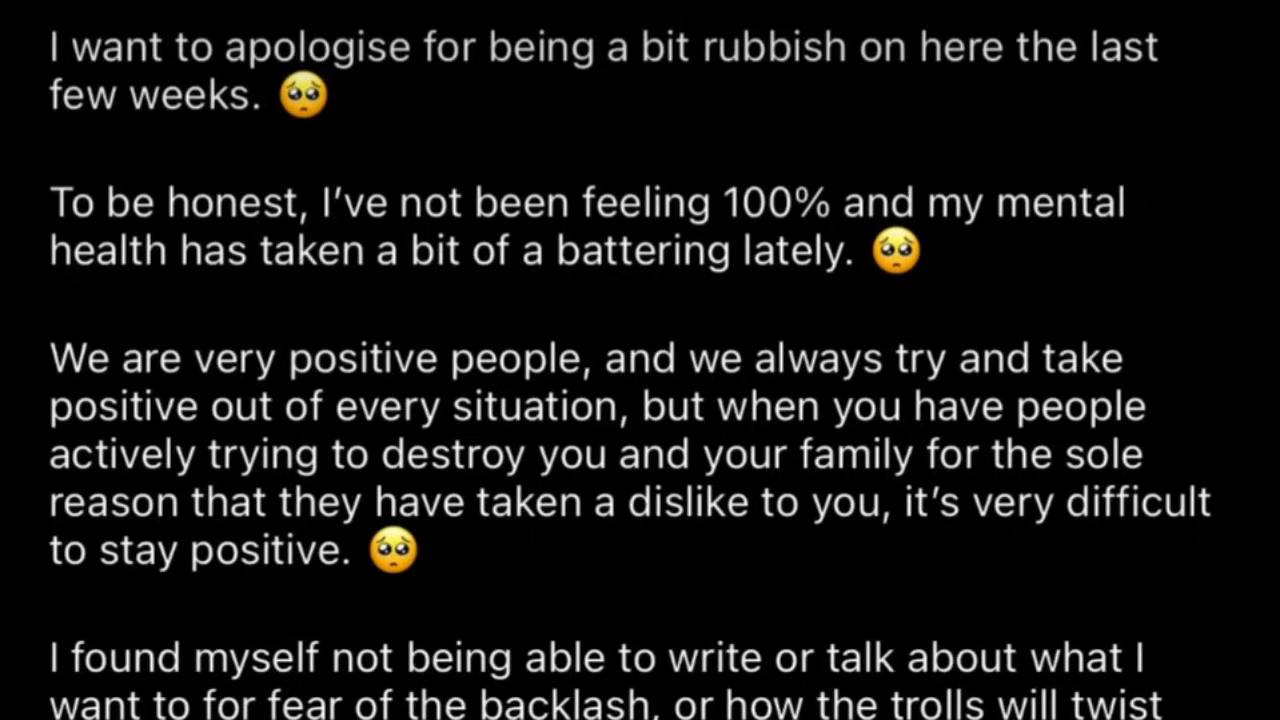 I want to apologise for being a bit rubbish on here the last
few weeks. 🥺
To be honest, I’ve not been feeling 100% and my mental
health has taken a bit of a battering lately. 🥺
We are very positive people, and we always try and take
positive out of every situation, but when you have people
actively trying to destroy you and your family for the sole
reason that they have taken a dislike to you, it’s very difficult
to stay positive. 🥺
I found myself not being able to write or talk about what I
want to for fear of the backlash, or how the trolls will twist